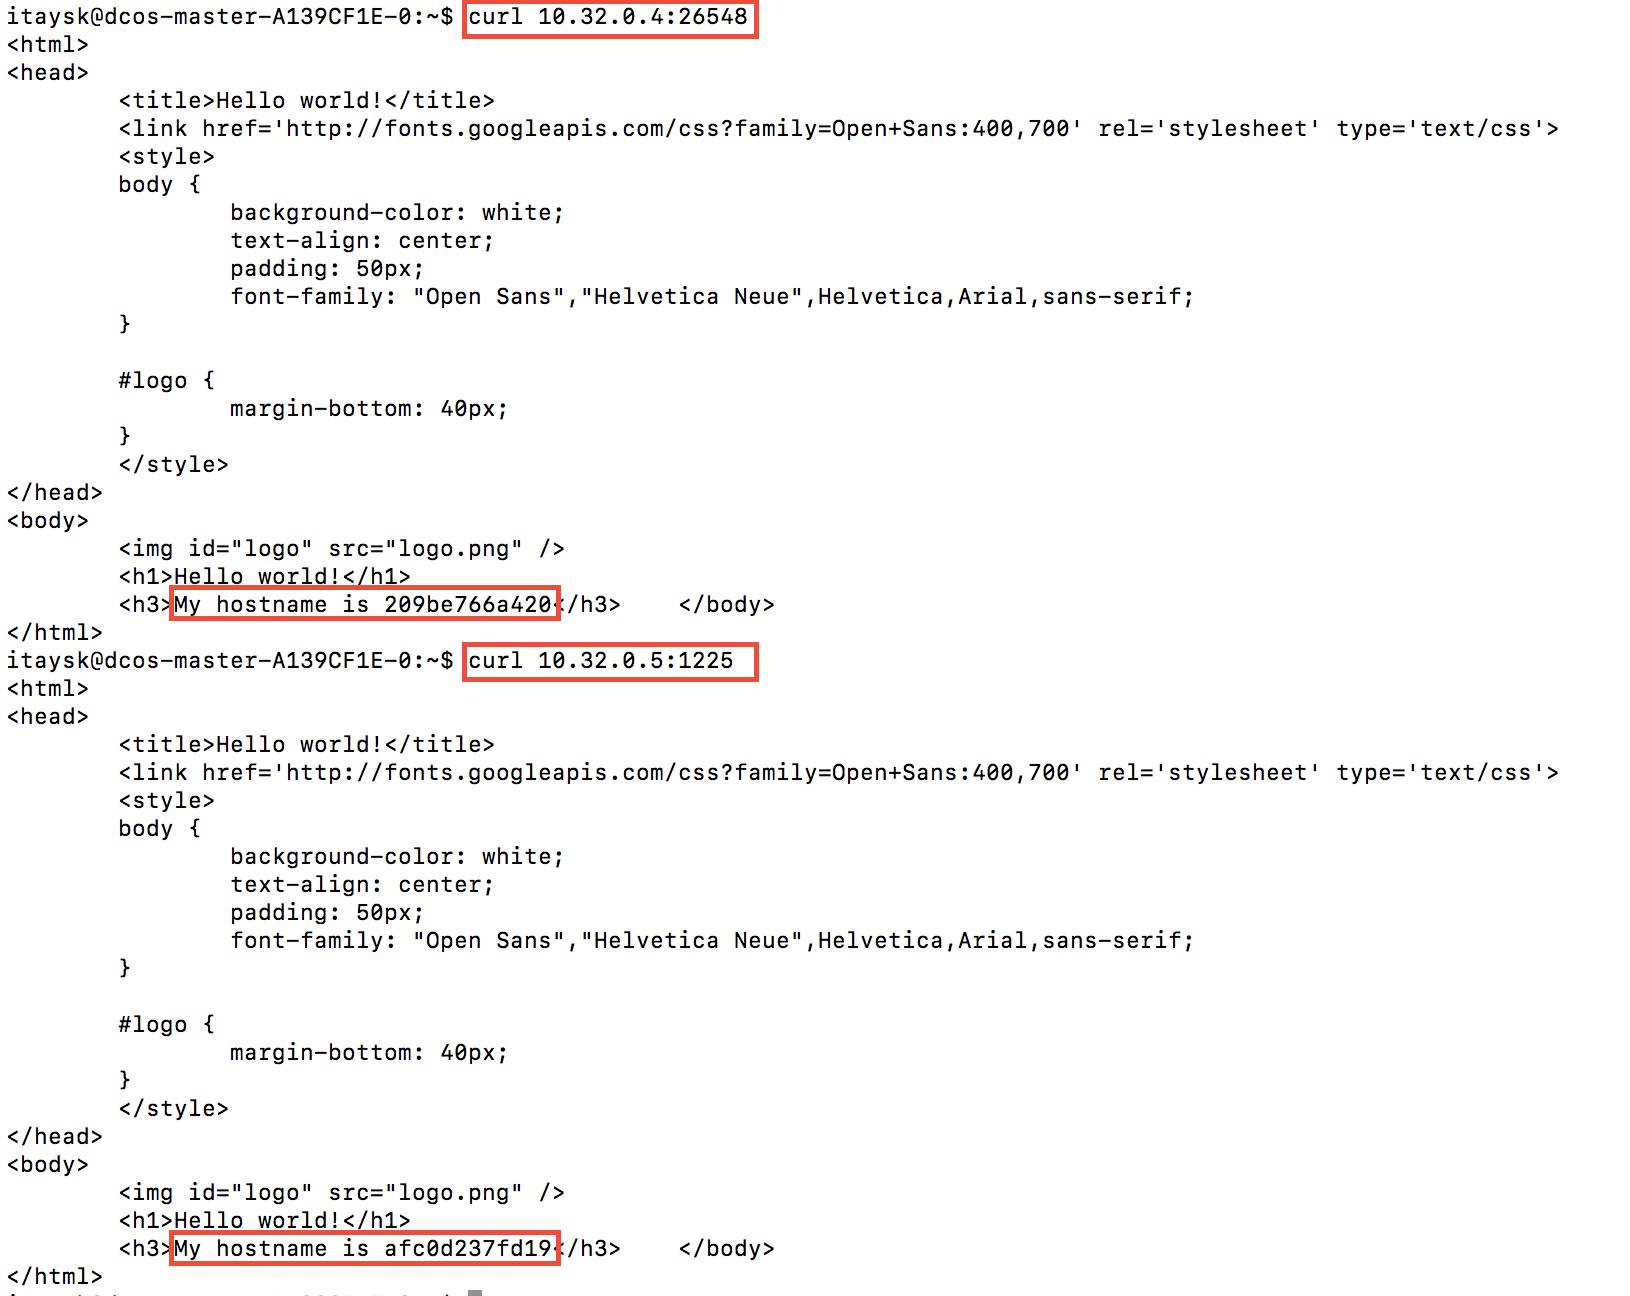 itaysk@dcos-master-A139CF1E-0:~$ curl 10.32.0.4:26548
<html>
<head>
        <title>Hello world!</title>
        <link href='http://fonts.googleapis.com/css?family=Open+Sans:400,700' rel='stylesheet' type='text/css'>
        <style>
        body {
                background-color: white;
                text-align: center;
                padding: 50px;
                font-family: "Open Sans","Helvetica Neue",Helvetica,Arial,sans-serif;
        }

        #logo {
                margin-bottom: 40px;
        }
        </style>
</head>
<body>
        <img id="logo" src="logo.png" />
        <h1>Hello world!</h1>
        <h3>My hostname is 209be766a420</h3>    </body>
</html>
itaysk@dcos-master-A139CF1E-0:~$ curl 10.32.0.5:1225
<html>
<head>
        <title>Hello world!</title>
        <link href='http://fonts.googleapis.com/css?family=Open+Sans:400,700' rel='stylesheet' type='text/css'>
        <style>
        body {
                background-color: white;
                text-align: center;
                padding: 50px;
                font-family: "Open Sans","Helvetica Neue",Helvetica,Arial,sans-serif;
        }

        #logo {
                margin-bottom: 40px;
        }
        </style>
</head>
<body>
        <img id="logo" src="logo.png" />
        <h1>Hello world!</h1>
        <h3>My hostname is afc0d237fd19</h3>    </body>
</html>